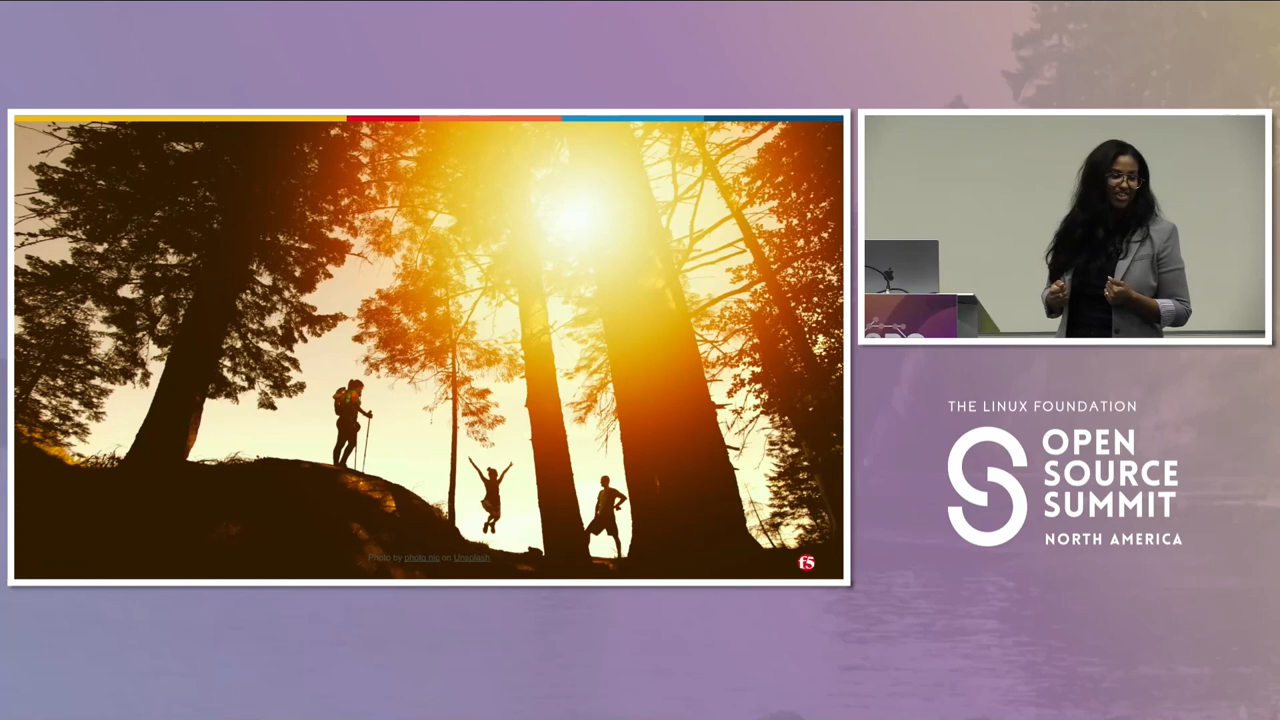 Photo by photo nic on Unsplash
f5
THE LINUX FOUNDATION
OPEN
SOURCE
SUMMIT
NORTH AMERICA